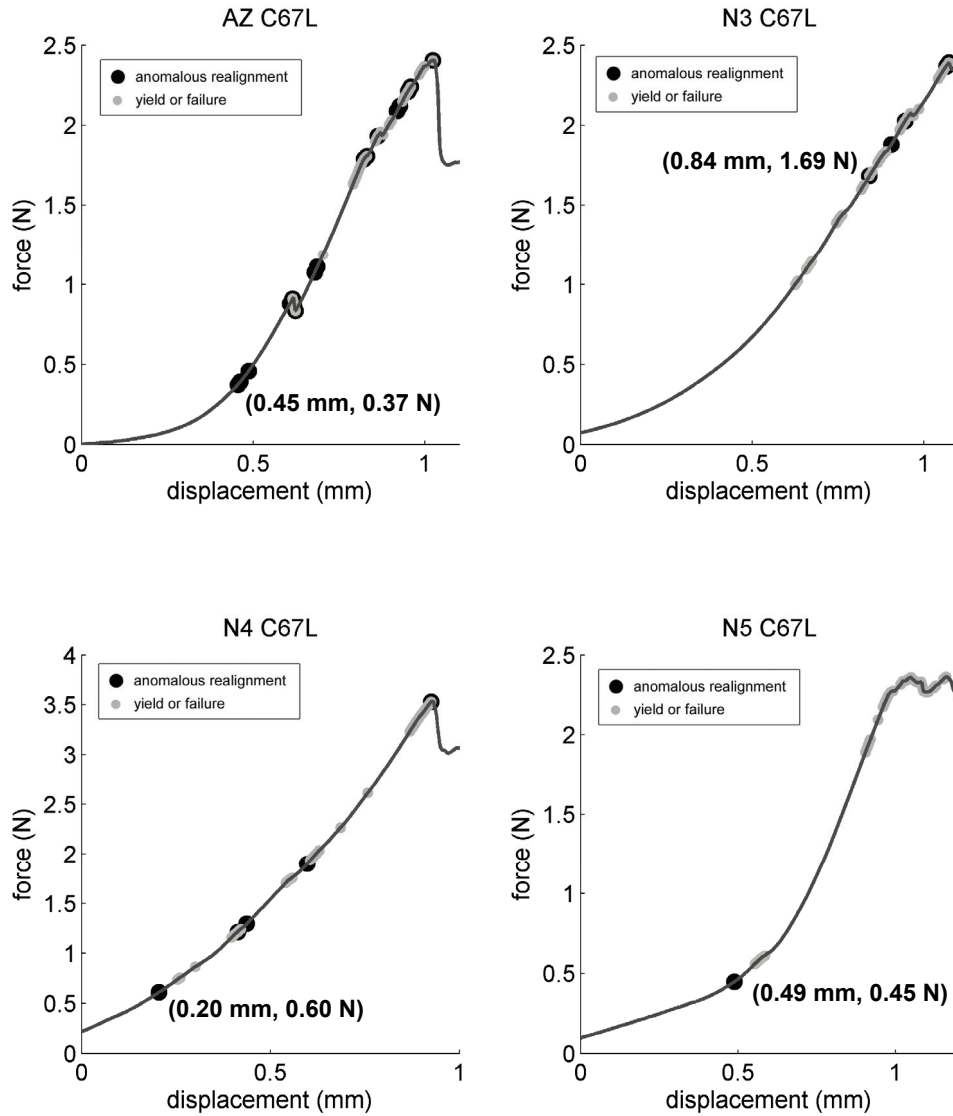 AZ C67L
2.5
2
1.5
1
0.5
0
force (N)
anomalous realignment
yield or failure
(0.45 mm, 0.37 N)
0
0.5
1
displacement (mm)
N3 C67L
2.5
2
1.5
1
0.5
0
force (N)
anomalous realignment
yield or failure
(0.84 mm, 1.69 N)
0
0.5
1
displacement (mm)
N4 C67L
4
3.5
3
2.5
2
1.5
1
0.5
0
force (N)
anomalous realignment
yield or failure
(0.20 mm, 0.60 N)
0
0.5
1
displacement (mm)
N5 C67L
2.5
2
1.5
1
0.5
0
force (N)
anomalous realignment
yield or failure
(0.49 mm, 0.45 N)
0
0.5
1
displacement (mm)